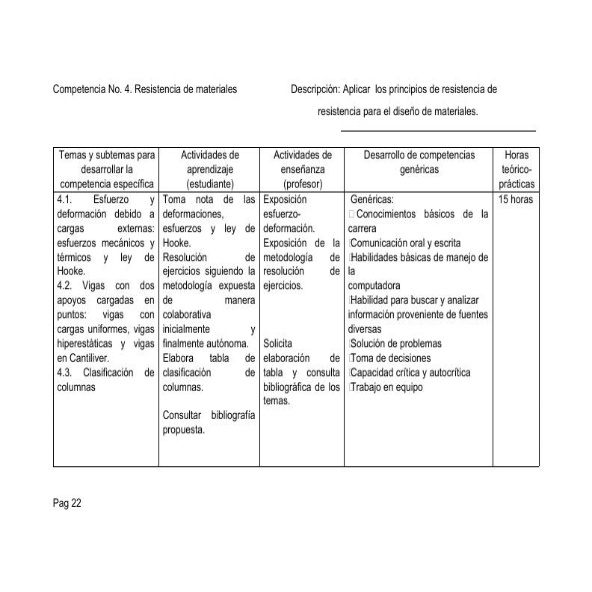 Competencia No. 4. Resistencia de materiales
Descripción: Aplicar los principios de resistencia de
resistencia para el diseño de materiales.
Temas y subtemas para
desarrollar la
competencia específica
Actividades de
aprendizaje
(estudiante)
Actividades de
enseñanza
(profesor)
Desarrollo de competencias
genéricas
Horas
teórico-
prácticas
4.1. Esfuerzo y
deformación debido a
cargas externas:
esfuerzos mecánicos y
térmicos y ley de
Hooke.
4.2. Vigas con dos
apoyos cargadas en
puntos: vigas con
cargas uniformes, vigas
hiperestáticas y vigas
en Cantiliver.
4.3. Clasificación de
columnas
Toma nota de las
deformaciones,
esfuerzos y ley de
Hooke.
Resolución de
ejercicios siguiendo la
metodología expuesta
de manera
colaborativa
inicialmente y
finalmente autónoma.
Elabora tabla de
clasificación de
columnas.
Consultar bibliografía
propuesta.
Exposición
esfuerzo-
deformación.
Exposición de la
metodología de
resolución de
ejercicios.
Solicita
elaboración de
tabla y consulta
bibliográfica de los
temas.
Genéricas:
Conocimientos básicos de la
carrera
Comunicación oral y escrita
Habilidades básicas de manejo de
la
computadora
Habilidad para buscar y analizar
información proveniente de fuentes
diversas
Solución de problemas
Toma de decisiones
Capacidad crítica y autocrítica
Trabajo en equipo
15 horas
Pag 22